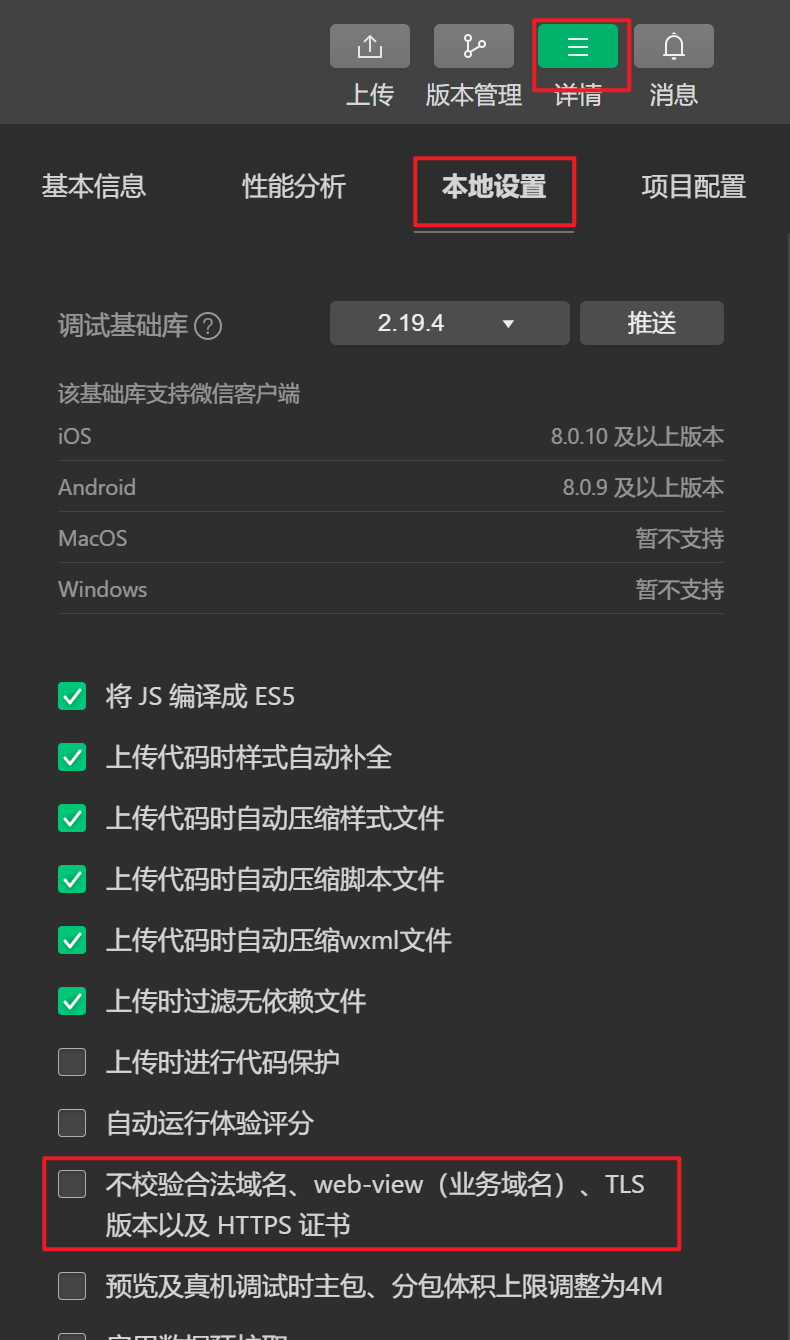 上传 版本管理 详情 消息
基本信息 性能分析 本地设置 项目配置
调试基础库 ? 2.19.4 推送
该基础库支持微信客户端
iOS 8.0.10 及以上版本
Android 8.0.9 及以上版本
MacOS 暂不支持
Windows 暂不支持
将 JS 编译成 ES5
上传代码时样式自动补全
上传代码时自动压缩样式文件
上传代码时自动压缩脚本文件
上传代码时自动压缩wxml文件
上传时过滤无依赖文件
上传时进行代码保护
自动运行体验评分
不校验合法域名、web-view（业务域名）、TLS
版本以及 HTTPS 证书
预览及真机调试时主包、分包体积上限调整为4M